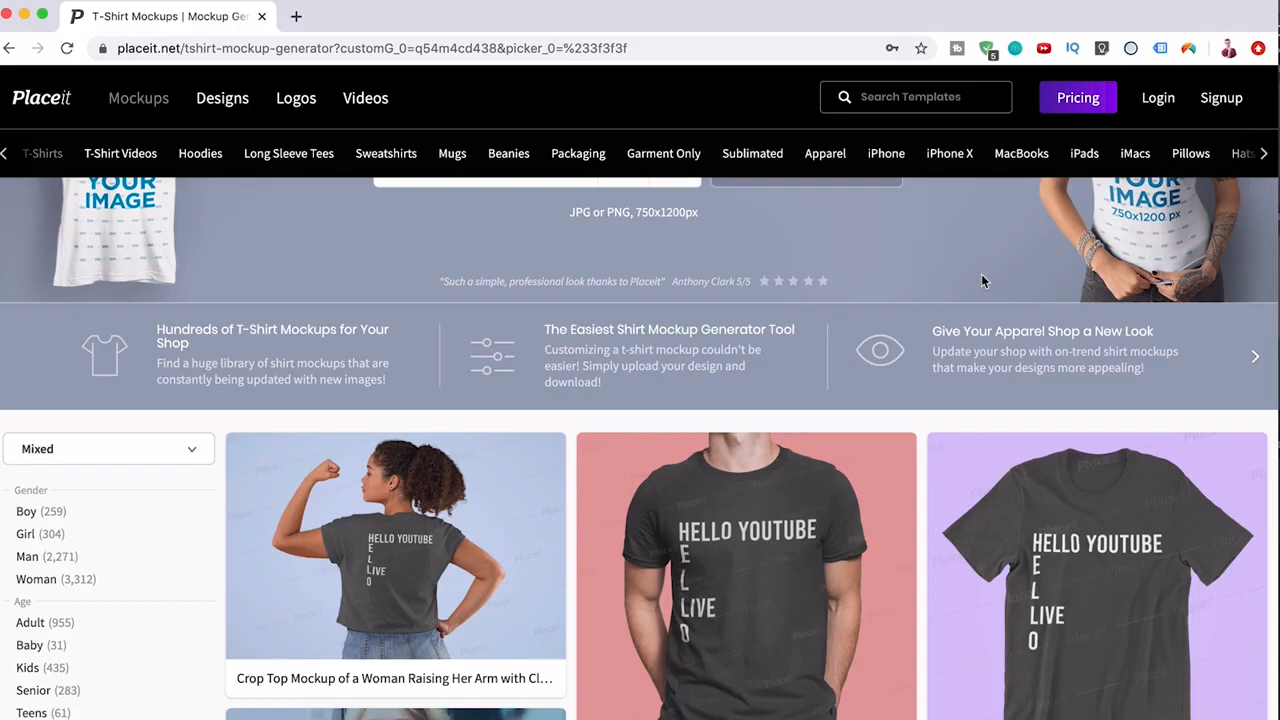 T-Shirt Mockups | Mockup Ger
placeit.net/tshirt-mockup-generator?customG_0=q54m4cd438&picker_0=%233f3f3f
5
IQ
Placeit
Mockups Designs Logos Videos
Search Templates
Pricing Login Signup
T-Shirts T-Shirt Videos Hoodies Long Sleeve Tees Sweatshirts Mugs Beanies Packaging Garment Only Sublimated Apparel iPhone iPhone X MacBooks iPads iMacs Pillows Hats
YOUR
IMAGE
YOUR
IMAGE
750x1200 px
JPG or PNG, 750x1200px
"Such a simple, professional look thanks to Placeit" Anthony Clark 5/5
Hundreds of T-Shirt Mockups for Your
Shop
Find a huge library of shirt mockups that are
constantly being updated with new images!
The Easiest Shirt Mockup Generator Tool
Customizing a t-shirt mockup couldn't be
easier! Simply upload your design and
download!
Give Your Apparel Shop a New Look
Update your shop with on-trend shirt mockups
that make your designs more appealing!
Mixed
Gender
Boy (259)
Girl (304)
Man (2,271)
Woman (3,312)
Age
Adult (955)
Baby (31)
Kids (435)
Senior (283)
Teens (61)
HELLO YOUTUBE
E
L
LIVE
O
Crop Top Mockup of a Woman Raising Her Arm with Cl...
HELLO YOUTUBE
E
L
LIVE
O
HELLO YOUTUBE
E
L
LIVE
O